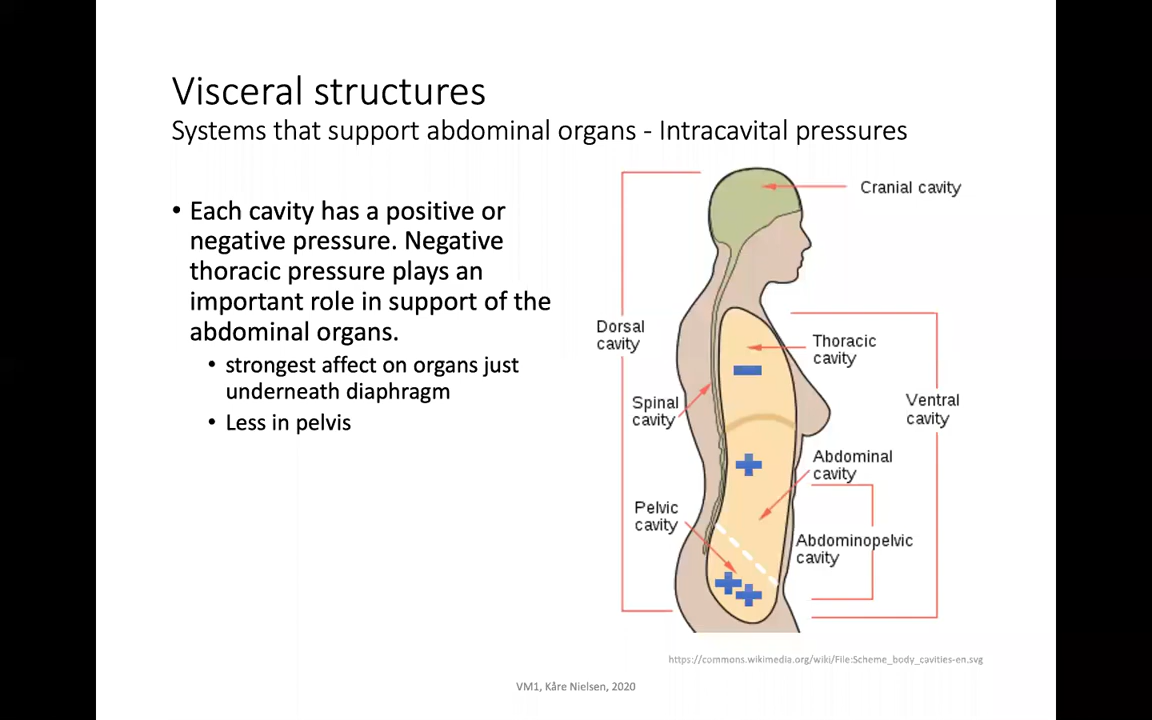 Visceral structures
Systems that support abdominal organs - Intracavital pressures
• Each cavity has a positive or
negative pressure. Negative
thoracic pressure plays an
important role in support of the
abdominal organs.
• strongest affect on organs just
underneath diaphragm
• Less in pelvis
Cranial cavity
Dorsal
cavity
Thoracic
cavity
Spinal
cavity
Ventral
cavity
Abdominal
cavity
Pelvic
cavity
Abdominopelvic
cavity
https://commons.wikimedia.org/wiki/File:Scheme_body_cavities-en.svg
VM1, Kåre Nielsen, 2020